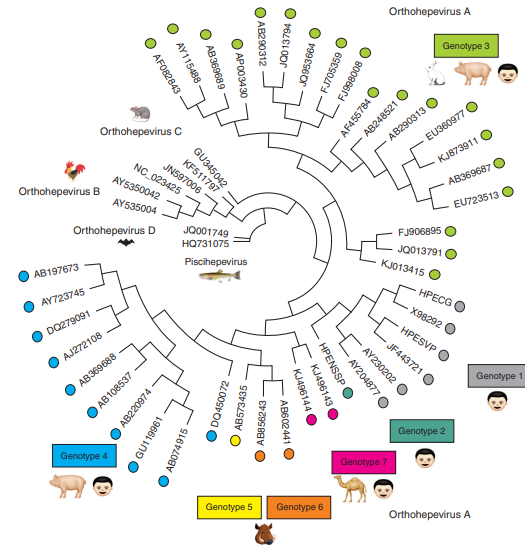 Orthohepevirus A
Genotype 3
AF082843
AY115488
AB369689
AP003430
AB290312
JQ013794
JQ953664
FJ705359
FJ998008
AF455784
AB248521
AB290313
EU360977
KJ873911
AB369687
EU723513
FJ906895
JQ013791
KJ013415
Orthohepevirus C
GU345042
KF511797
JN597006
NC_023425
Orthohepevirus B
AY5350042
AY535004
Orthohepevirus D
JQ001749
HQ731075
Piscihepevirus
HPECG
X98292
HPESVP
JF443721
AY230202
AY204877
HPENSSP
KJ496143
KJ496144
AB602441
AB856243
AB573435
DQ450072
AB074915
GU119961
AB220974
AB108537
AB369688
AJ272108
DQ279091
AY723745
AB197673
Genotype 1
Genotype 2
Genotype 4
Genotype 7
Genotype 5
Genotype 6
Orthohepevirus A